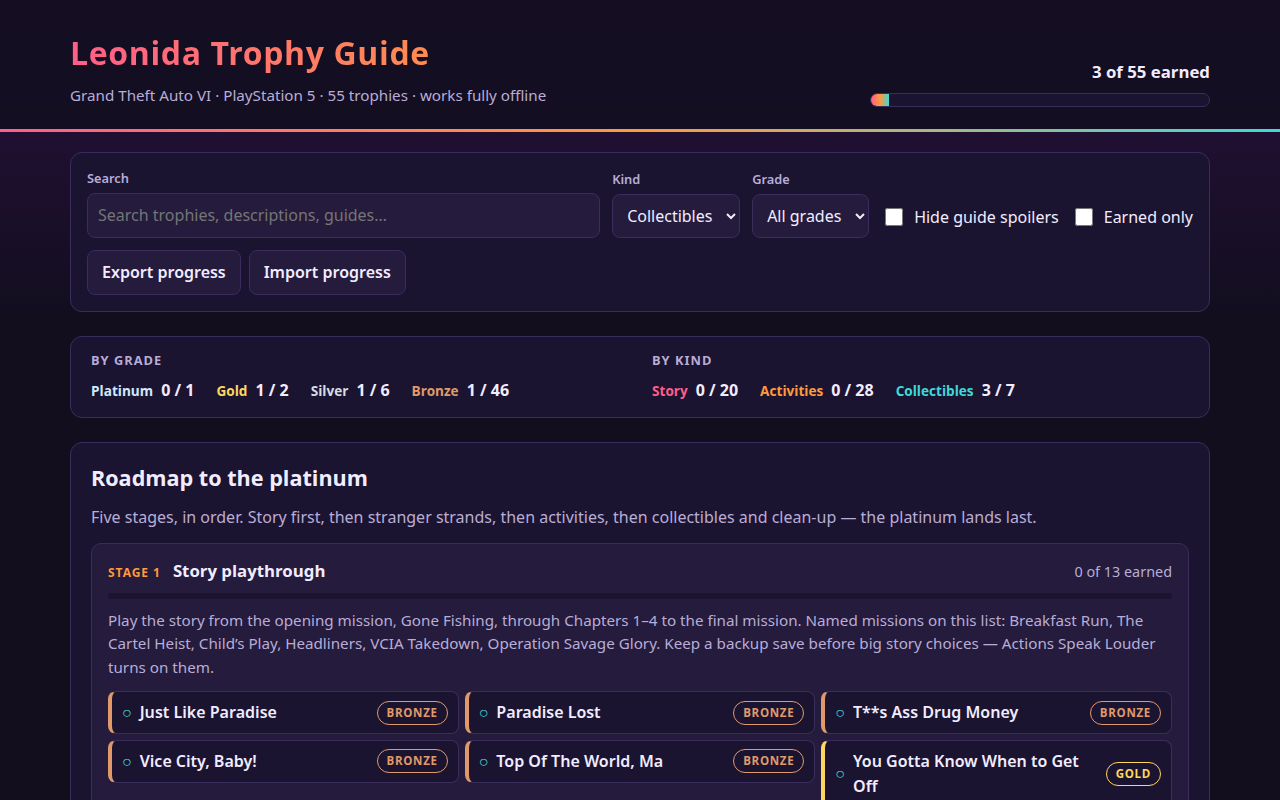 Leonida Trophy Guide
Grand Theft Auto VI · PlayStation 5 · 55 trophies · works fully offline
3 of 55 earned
Search
Kind
Grade
Search trophies, descriptions, guides...
Collectibles
All grades
Hide guide spoilers
Earned only
Export progress
Import progress
BY GRADE
Platinum 0 / 1 Gold 1 / 2 Silver 1 / 6 Bronze 1 / 46
BY KIND
Story 0 / 20 Activities 0 / 28 Collectibles 3 / 7
Roadmap to the platinum
Five stages, in order. Story first, then stranger strands, then activities, then collectibles and clean-up — the platinum lands last.
STAGE 1 Story playthrough
0 of 13 earned
Play the story from the opening mission, Gone Fishing, through Chapters 1–4 to the final mission. Named missions on this list: Breakfast Run, The
Cartel Heist, Child’s Play, Headliners, VCIA Takedown, Operation Savage Glory. Keep a backup save before big story choices — Actions Speak Louder
turns on them.
Just Like Paradise BRONZE
Paradise Lost BRONZE
T**s Ass Drug Money BRONZE
Vice City, Baby! BRONZE
Top Of The World, Ma BRONZE
You Gotta Know When to Get
Off
GOLD